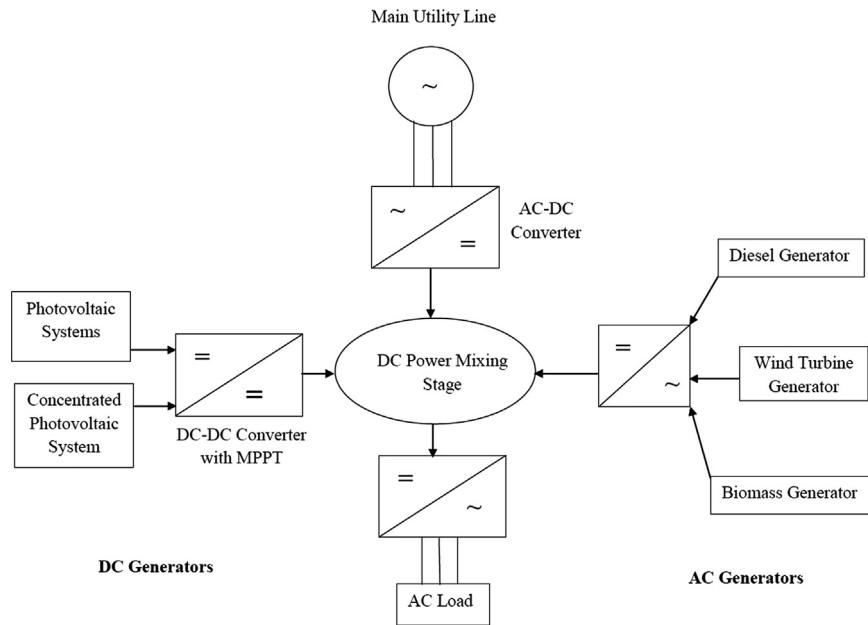 Main Utility Line
~
~
=
AC-DC
Converter
Diesel Generator
Photovoltaic
Systems
=
=
DC Power Mixing
Stage
=
~
Wind Turbine
Generator
Concentrated
Photovoltaic
System
DC-DC Converter
with MPPT
=
~
Biomass Generator
DC Generators
AC Generators
AC Load